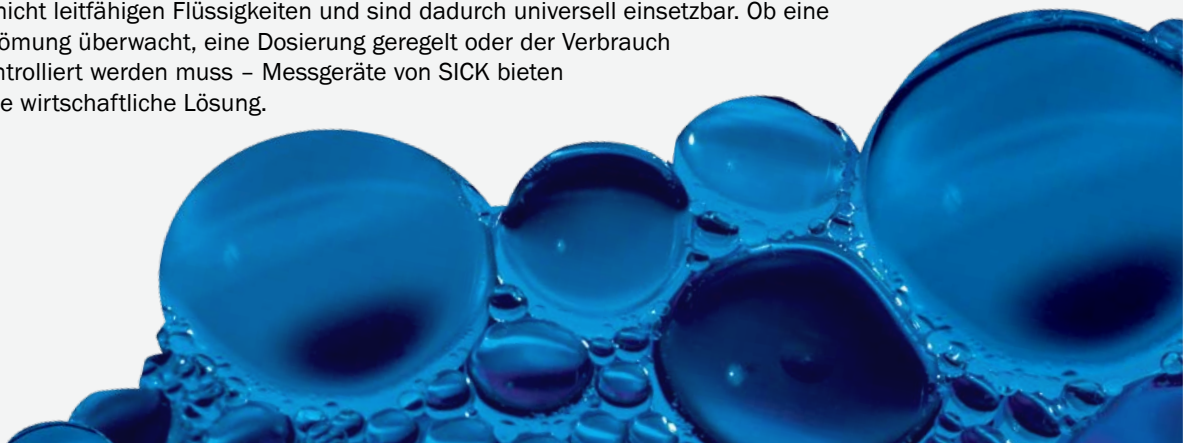 nicht leitfähigen Flüssigkeiten und sind dadurch universell einsetzbar. Ob eine
ömung überwacht, eine Dosierung geregelt oder der Verbrauch
ntrolliert werden muss – Messgeräte von SICK bieten
e wirtschaftliche Lösung.